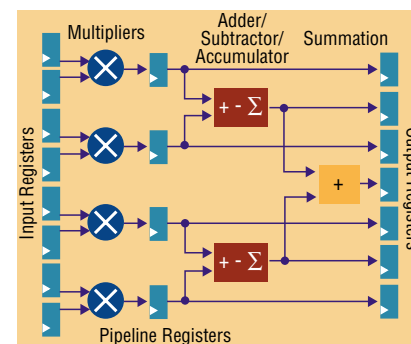 Multipliers
Adder/
Subtractor/
Accumulator
Summation
Input Registers
+ - Σ
+
+ - Σ
Pipeline Registers